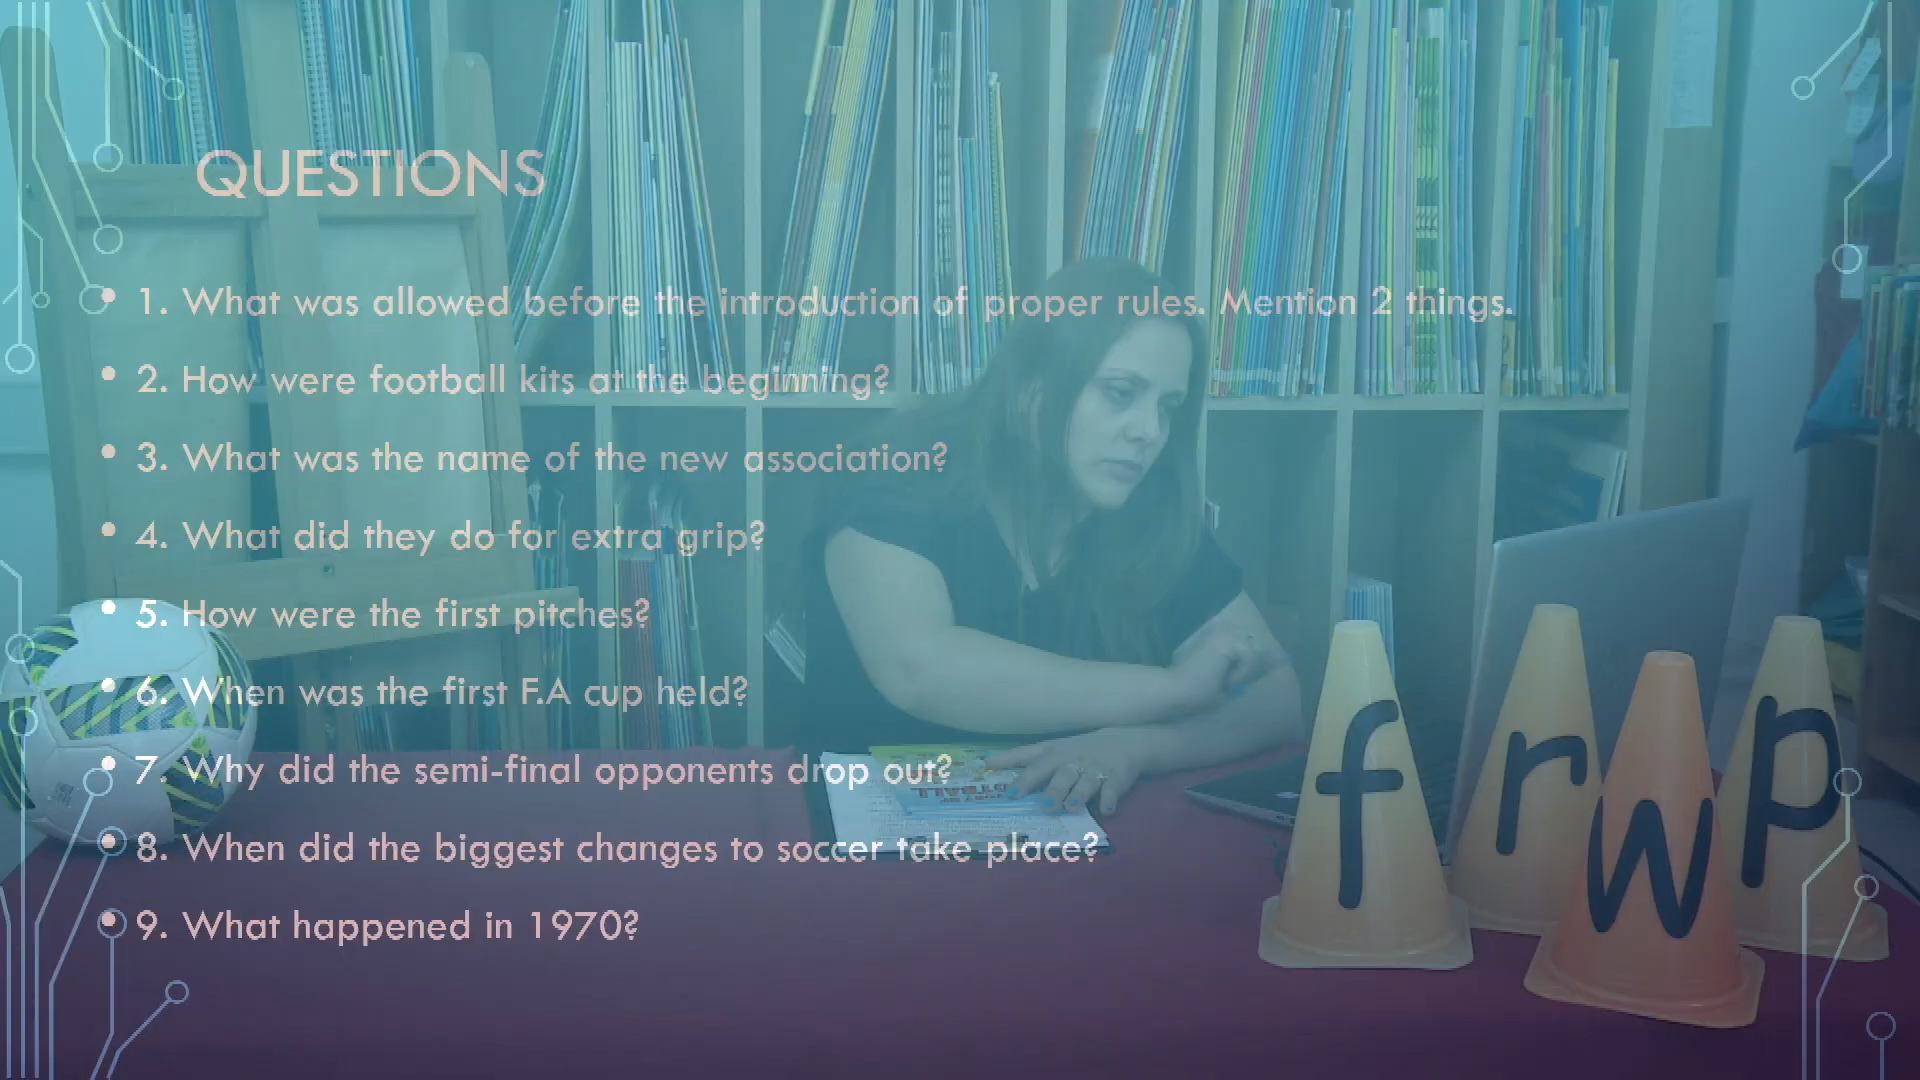 QUESTIONS
• 1. What was allowed before the introduction of proper rules. Mention 2 things.
• 2. How were football kits at the beginning?
• 3. What was the name of the new association?
• 4. What did they do for extra grip?
• 5. How were the first pitches?
• 6. When was the first F.A cup held?
• 7. Why did the semi-final opponents drop out?
• 8. When did the biggest changes to soccer take place?
• 9. What happened in 1970?
f r w p